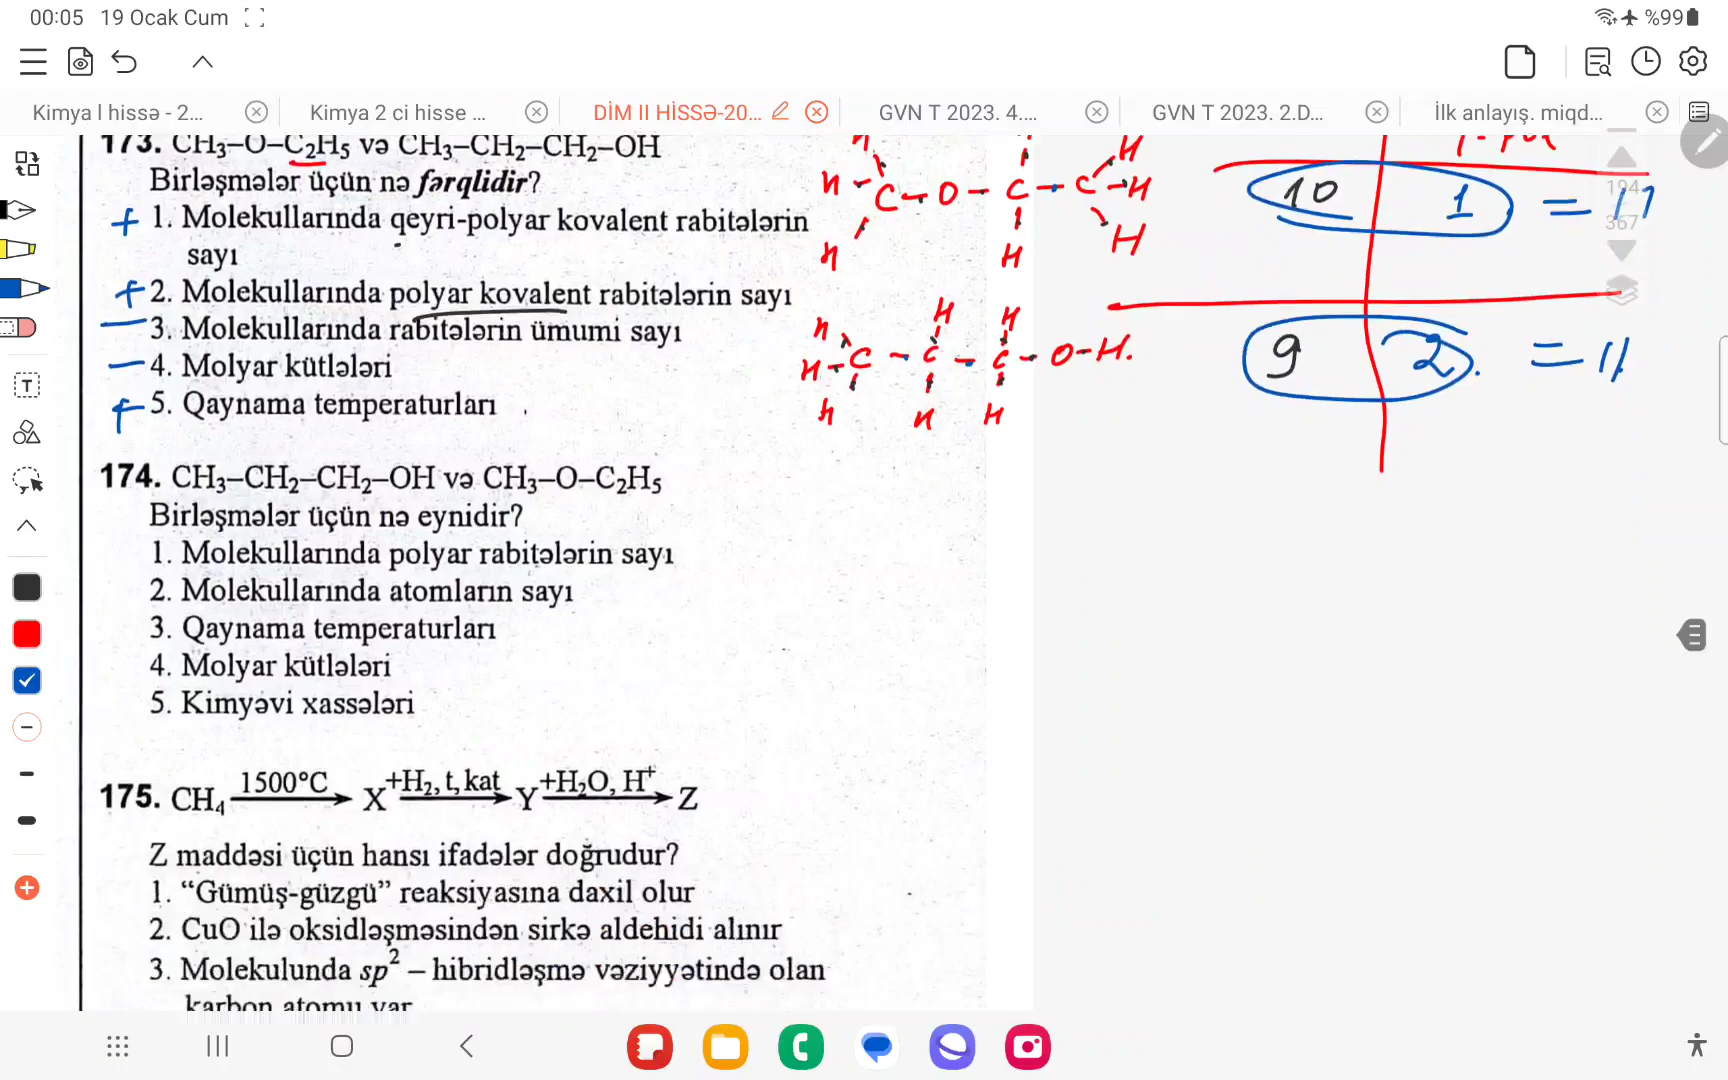 00:05 19 Ocak Cum %99
Kimya I hissə - 2... Kimya 2 ci hisse ... DİM II HİSSƏ-20... GVN T 2023. 4.... GVN T 2023. 2.D... İlk anlayış. miqd...
194
367
173. CH₃–O–C₂H₅ və CH₃–CH₂–CH₂–OH
Birləşmələr üçün nə fərqlidir?
+ 1. Molekullarında qeyri-polyar kovalent rabitələrin
sayı
+ 2. Molekullarında polyar kovalent rabitələrin sayı
– 3. Molekullarında rabitələrin ümumi sayı
– 4. Molyar kütlələri
+ 5. Qaynama temperaturları
H H
H – C – O – C – C – H
H H H
10 1 = 11
H H H
H – C – C – C – O – H.
H H H
9 2. = 11
174. CH₃–CH₂–CH₂–OH və CH₃–O–C₂H₅
Birləşmələr üçün nə eynidir?
1. Molekullarında polyar rabitələrin sayı
2. Molekullarında atomların sayı
3. Qaynama temperaturları
4. Molyar kütlələri
5. Kimyəvi xassələri
175. CH₄ 1500°C→ X +H₂, t, kat→ Y +H₂O, H⁺→ Z
Z maddəsi üçün hansı ifadələr doğrudur?
1. “Gümüş-güzgü” reaksiyasına daxil olur
2. CuO ilə oksidləşməsindən sirkə aldehidi alınır
3. Molekulunda sp² – hibridləşmə vəziyyətində olan
karbon atomu var